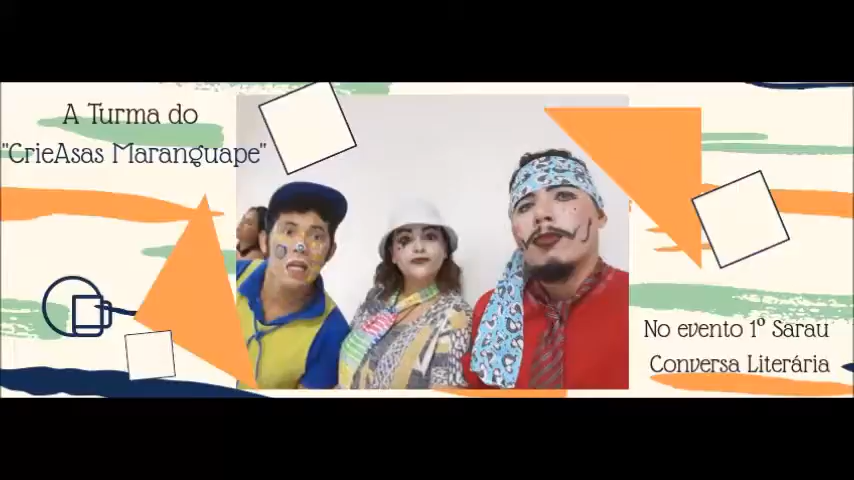 A Turma do
"CrieAsas Maranguape"
No evento 1º Sarau
Conversa Literária